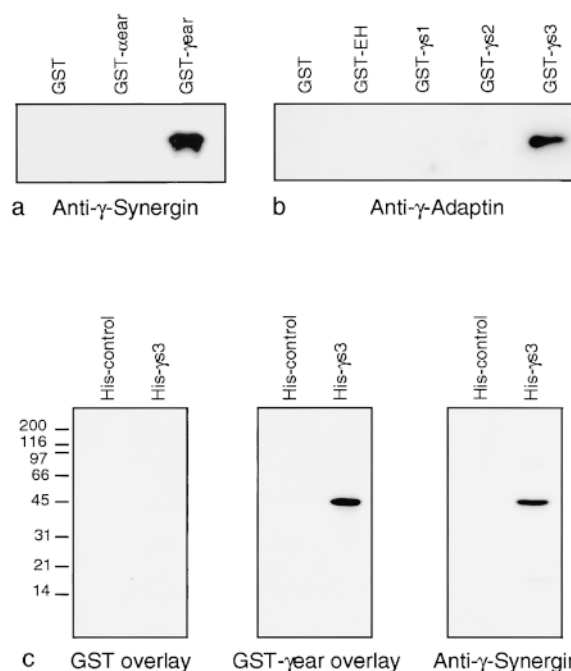 GST
GST-αear
GST-γear
a Anti-γ-Synergin
GST
GST-EH
GST-γs1
GST-γs2
GST-γs3
b Anti-γ-Adaptin
His-control
His-γs3
His-control
His-γs3
His-control
His-γs3
200
116
97
66
45
31
21
14
c GST overlay
GST-γear overlay
Anti-γ-Synergin